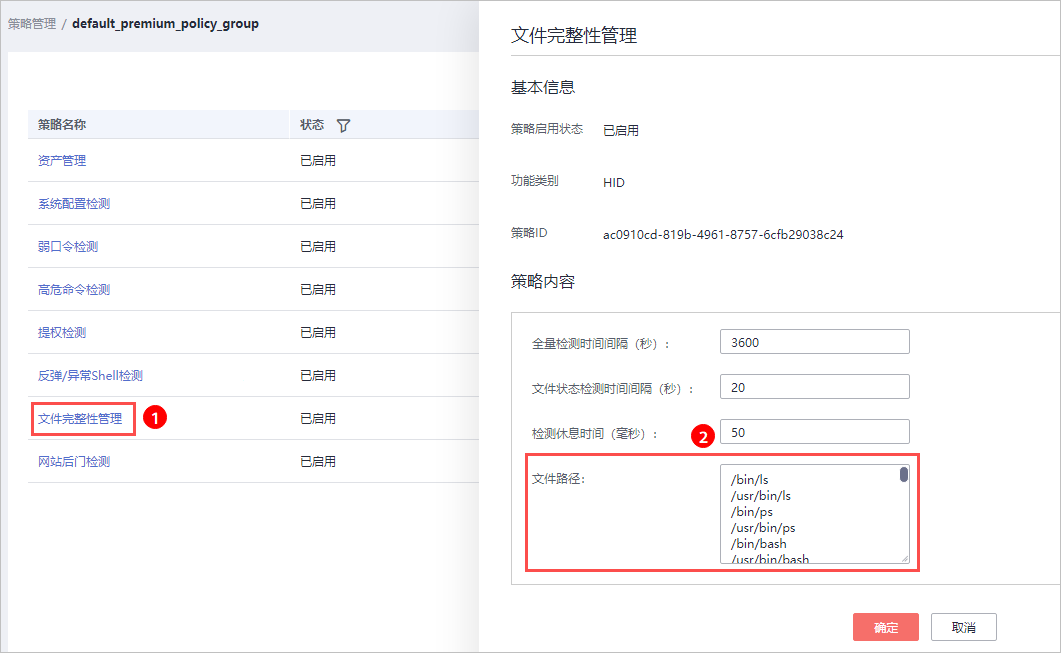 策略管理 / default_premium_policy_group
策略名称 状态
资产管理 已启用
系统配置检测 已启用
弱口令检测 已启用
高危命令检测 已启用
提权检测 已启用
反弹/异常Shell检测 已启用
文件完整性管理 1 已启用
网站后门检测 已启用
文件完整性管理
基本信息
策略启用状态 已启用
功能类别 HID
策略ID ac0910cd-819b-4961-8757-6cfb29038c24
策略内容
全量检测时间间隔（秒）: 3600
文件状态检测时间间隔（秒）: 20
检测休息时间（毫秒）: 2 50
文件路径: /bin/ls
/usr/bin/ls
/bin/ps
/usr/bin/ps
/bin/bash
/usr/bin/bash
确定 取消